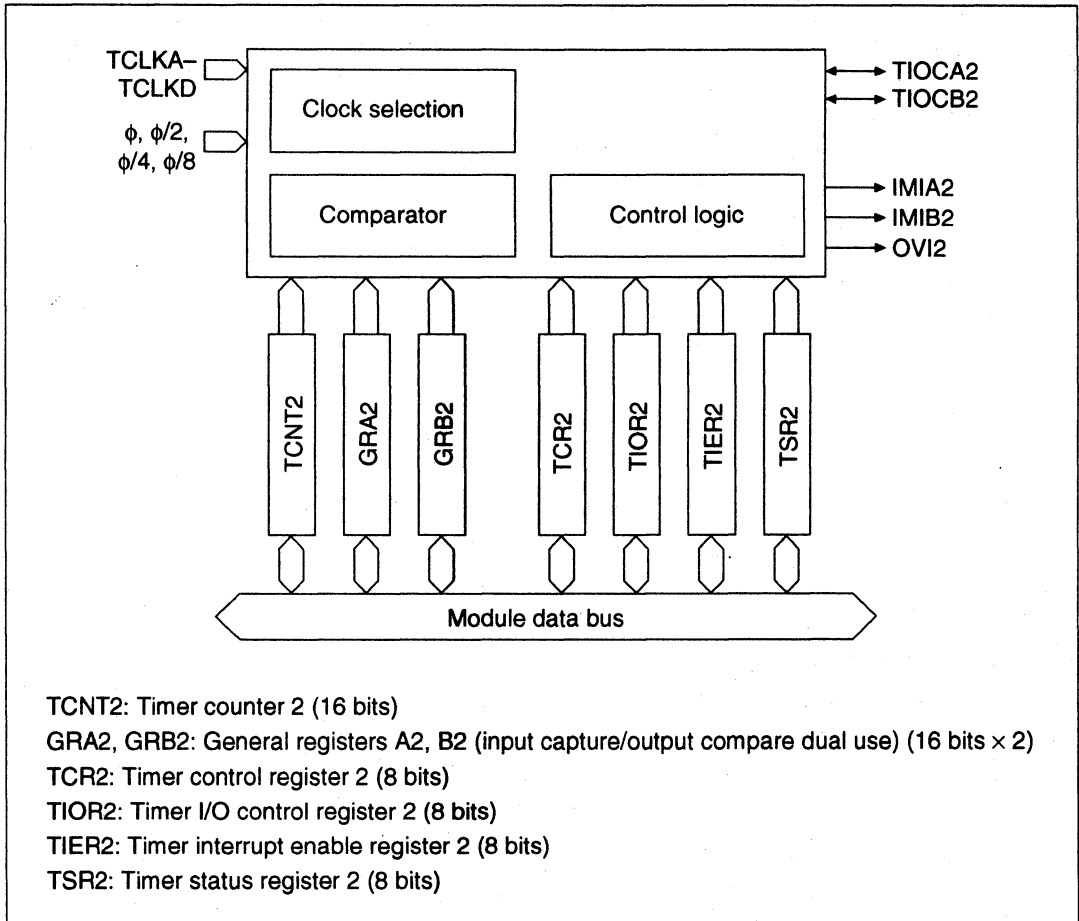 TCLKA–
TCLKD
ϕ, ϕ/2,
ϕ/4, ϕ/8
Clock selection
Comparator
Control logic
TIOCA2
TIOCB2
IMIA2
IMIB2
OVI2
TCNT2
GRA2
GRB2
TCR2
TIOR2
TIER2
TSR2
Module data bus
TCNT2: Timer counter 2 (16 bits)
GRA2, GRB2: General registers A2, B2 (input capture/output compare dual use) (16 bits × 2)
TCR2: Timer control register 2 (8 bits)
TIOR2: Timer I/O control register 2 (8 bits)
TIER2: Timer interrupt enable register 2 (8 bits)
TSR2: Timer status register 2 (8 bits)